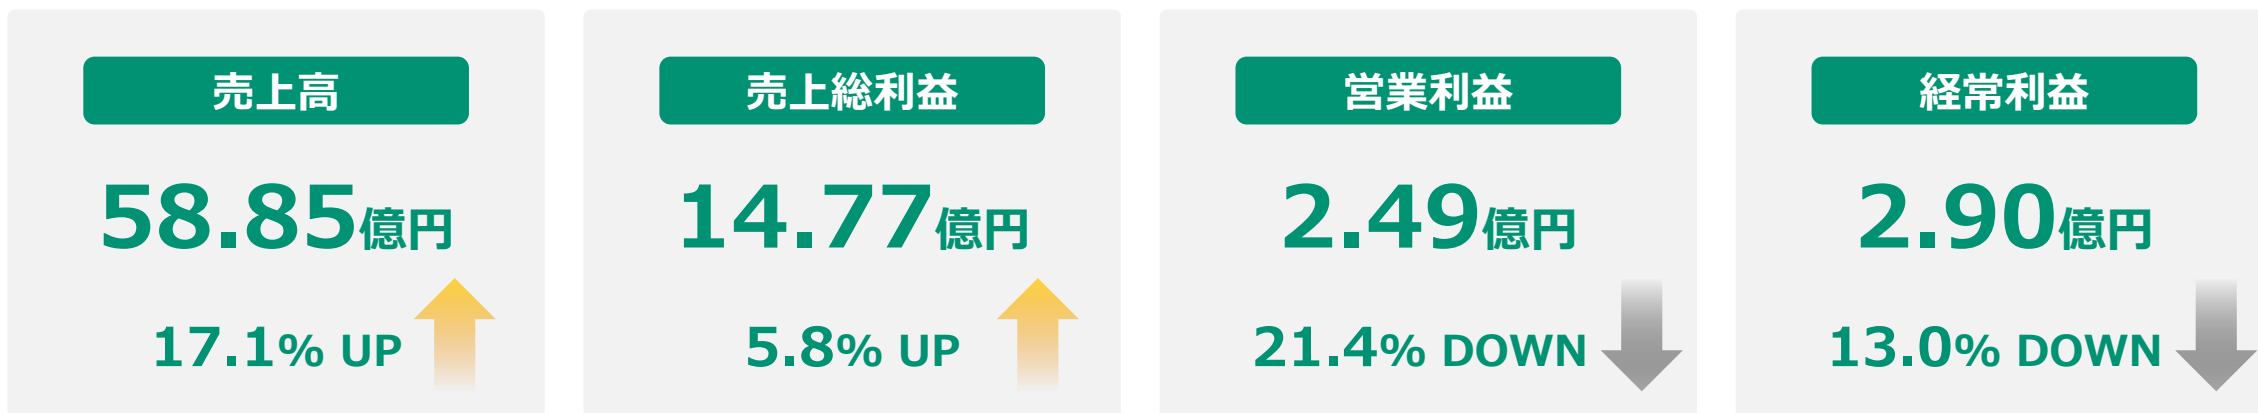 売上高
58.85億円
17.1% UP
売上総利益
14.77億円
5.8% UP
営業利益
2.49億円
21.4% DOWN
経常利益
2.90億円
13.0% DOWN